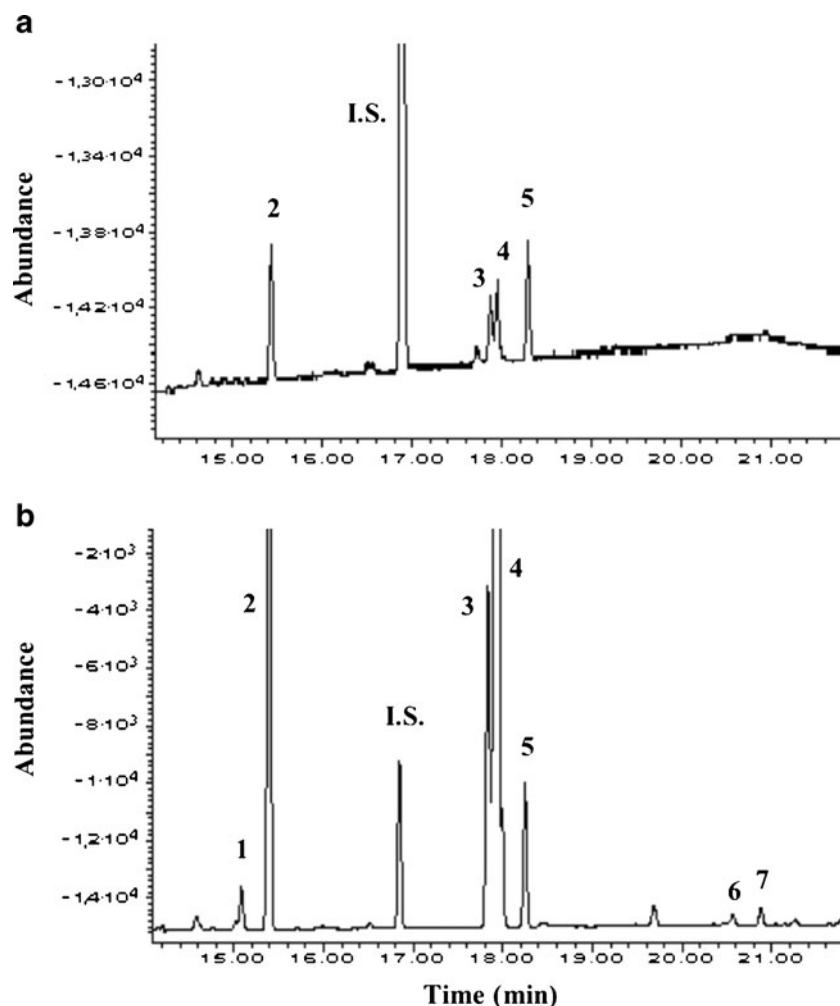 a
Abundance
-1,30·10⁴
-1,34·10⁴
-1,38·10⁴
-1,42·10⁴
-1,46·10⁴
2
I.S.
3
4
5
15.00 16.00 17.00 18.00 19.00 20.00 21.00
b
Abundance
-2·10³
-4·10³
-6·10³
-8·10³
-1·10⁴
-1,2·10⁴
-1,4·10⁴
1
2
I.S.
3
4
5
6
7
15.00 16.00 17.00 18.00 19.00 20.00 21.00
Time (min)